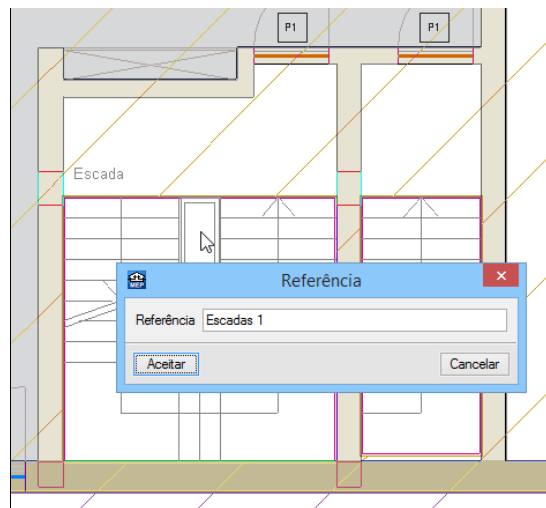 P1 P1
Escada
MEP Referência
Referência Escadas 1
Aceitar Cancelar